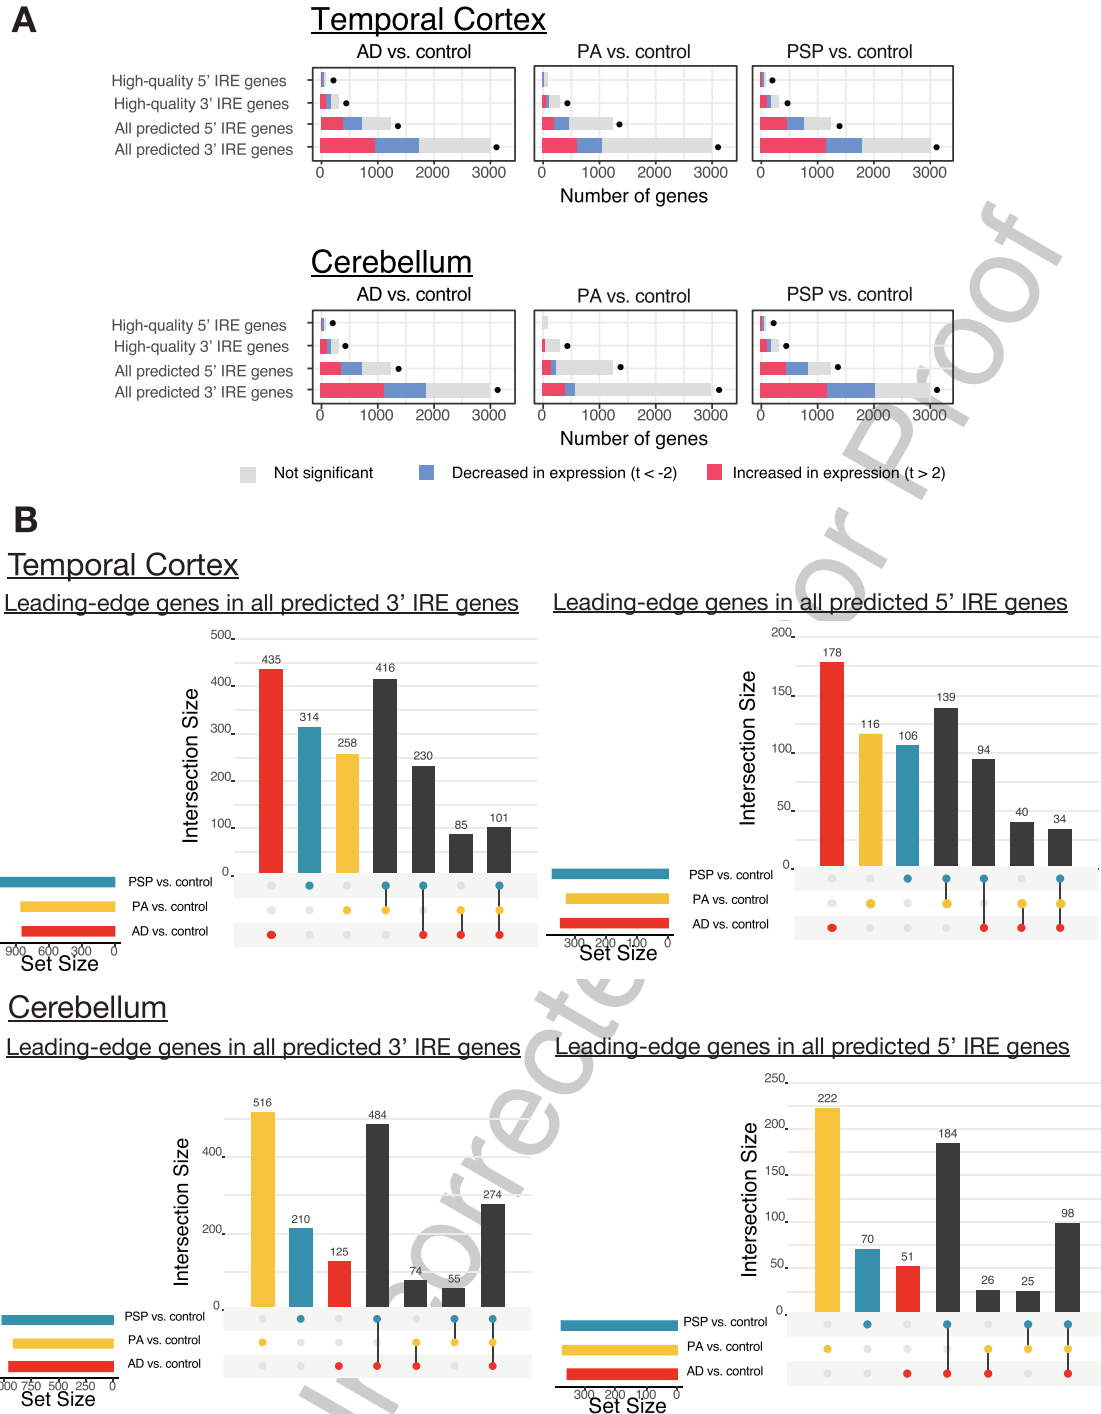 A
Temporal Cortex
AD vs. control
PA vs. control
PSP vs. control
High-quality 5’ IRE genes
High-quality 3’ IRE genes
All predicted 5’ IRE genes
All predicted 3’ IRE genes
0 1000 2000 3000
0 1000 2000 3000
0 1000 2000 3000
Number of genes
Cerebellum
AD vs. control
PA vs. control
PSP vs. control
High-quality 5’ IRE genes
High-quality 3’ IRE genes
All predicted 5’ IRE genes
All predicted 3’ IRE genes
0 1000 2000 3000
0 1000 2000 3000
0 1000 2000 3000
Number of genes
Not significant
Decreased in expression (t < -2)
Increased in expression (t > 2)
B
Temporal Cortex
Leading-edge genes in all predicted 3’ IRE genes
500
400
300
200
100
0
Intersection Size
435
314
258
416
230
85
101
PSP vs. control
PA vs. control
AD vs. control
900 600 300 0
Set Size
Leading-edge genes in all predicted 5’ IRE genes
200
150
100
50
0
Intersection Size
178
116
106
139
94
40
34
PSP vs. control
PA vs. control
AD vs. control
300 200 100 0
Set Size
Cerebellum
Leading-edge genes in all predicted 3’ IRE genes
400
200
0
Intersection Size
516
210
125
484
74
55
274
PSP vs. control
PA vs. control
AD vs. control
000 750 500 250 0
Set Size
Leading-edge genes in all predicted 5’ IRE genes
250
200
150
100
50
0
Intersection Size
222
70
51
184
26
25
98
PSP vs. control
PA vs. control
AD vs. control
300 200 100 0
Set Size
or Proof